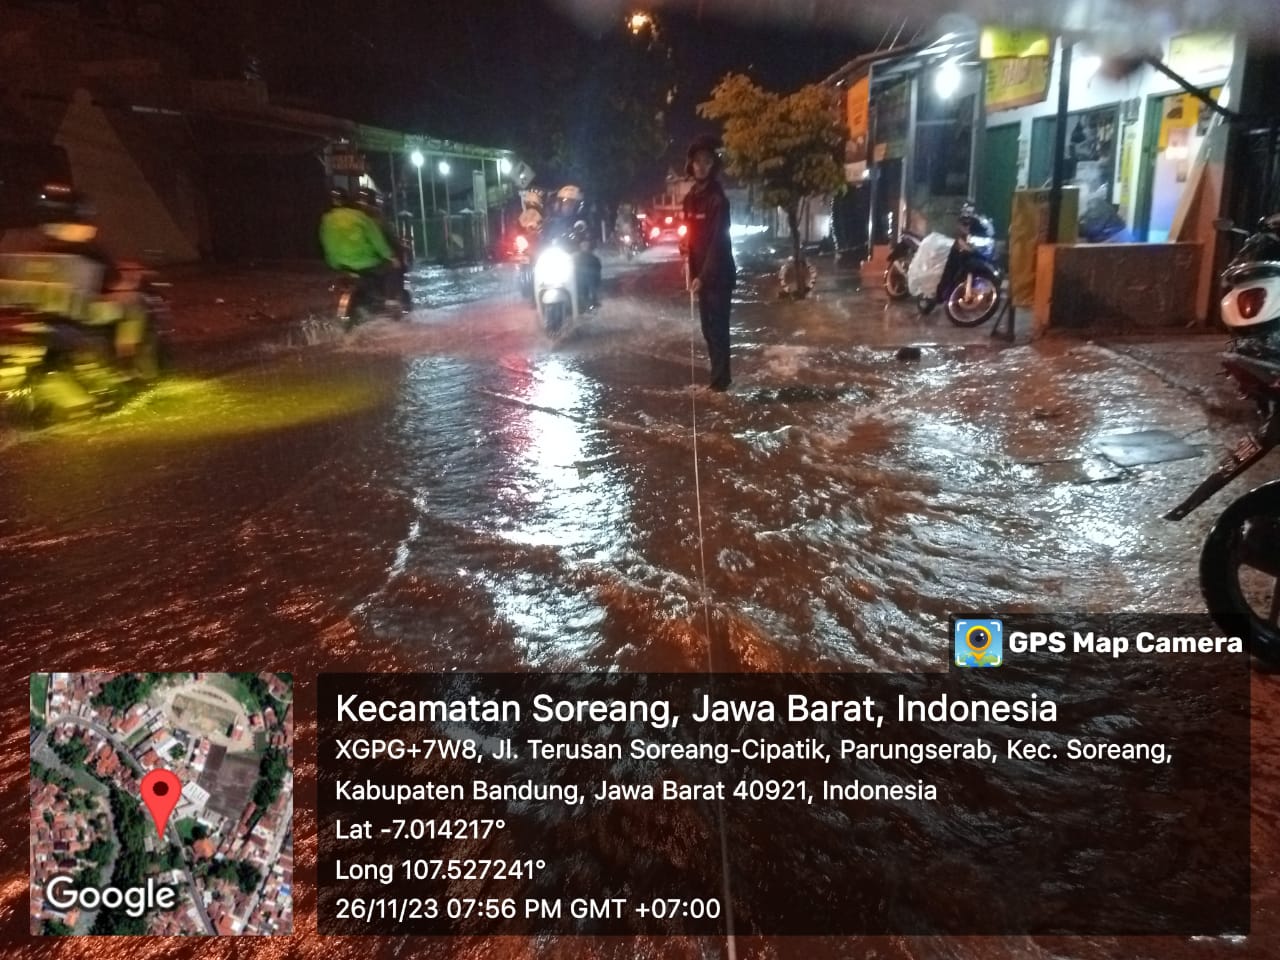 GPS Map Camera
Kecamatan Soreang, Jawa Barat, Indonesia
XGPG+7W8, Jl. Terusan Soreang-Cipatik, Parungserab, Kec. Soreang,
Kabupaten Bandung, Jawa Barat 40921, Indonesia
Lat -7.014217°
Long 107.527241°
26/11/23 07:56 PM GMT +07:00
Google